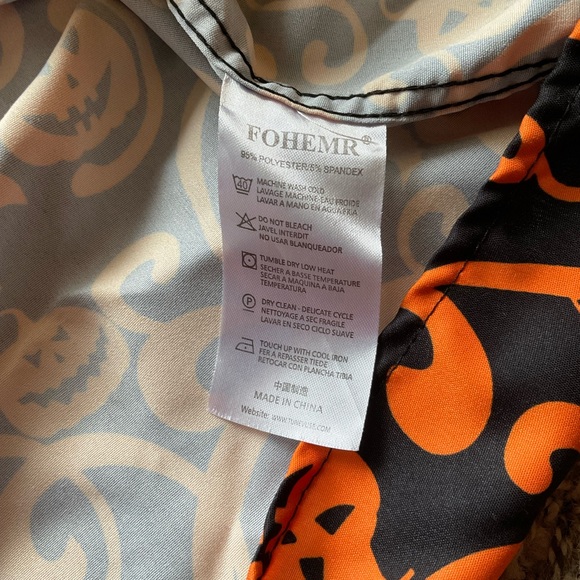 FOHEMR®
95% POLYESTER/5% SPANDEX
40
MACHINE WASH COLD
LAVAGE MACHINE-EAU FROIDE
LAVAR A MAN EN AGUA FRIA
DO NOT BLEACH
JAVEL INTERDIT
NO USAR BLANQUEADOR
TUMBLE DRY LOW HEAT
SECHER A BASSE TEMPERATURE
SECAR A MAQUINA A BAJA
TEMPERATURA
P
DRY CLEAN - DELICATE CYCLE
NETTOYAGE A SEC FRAGILE
LAVAR EN SECO CICLO SUAVE
TOUCH UP WITH COOL IRON
FER A REPASSER TIEDE
RETOCAR CON PLANCHA TIBIA
中国制造
MADE IN CHINA
Website: